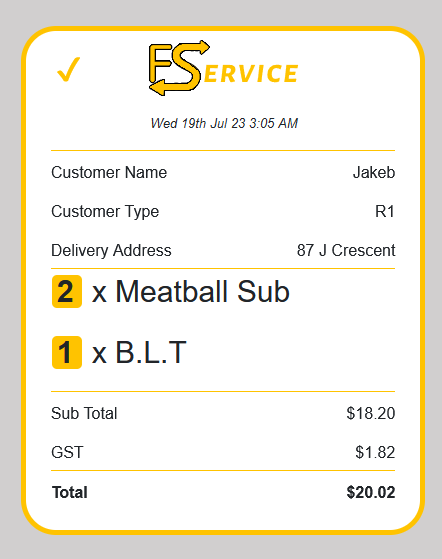 ✓
FSERVICE
Wed 19th Jul 23 3:05 AM
Customer Name Jakeb
Customer Type R1
Delivery Address 87 J Crescent
2 x Meatball Sub
1 x B.L.T
Sub Total $18.20
GST $1.82
Total $20.02